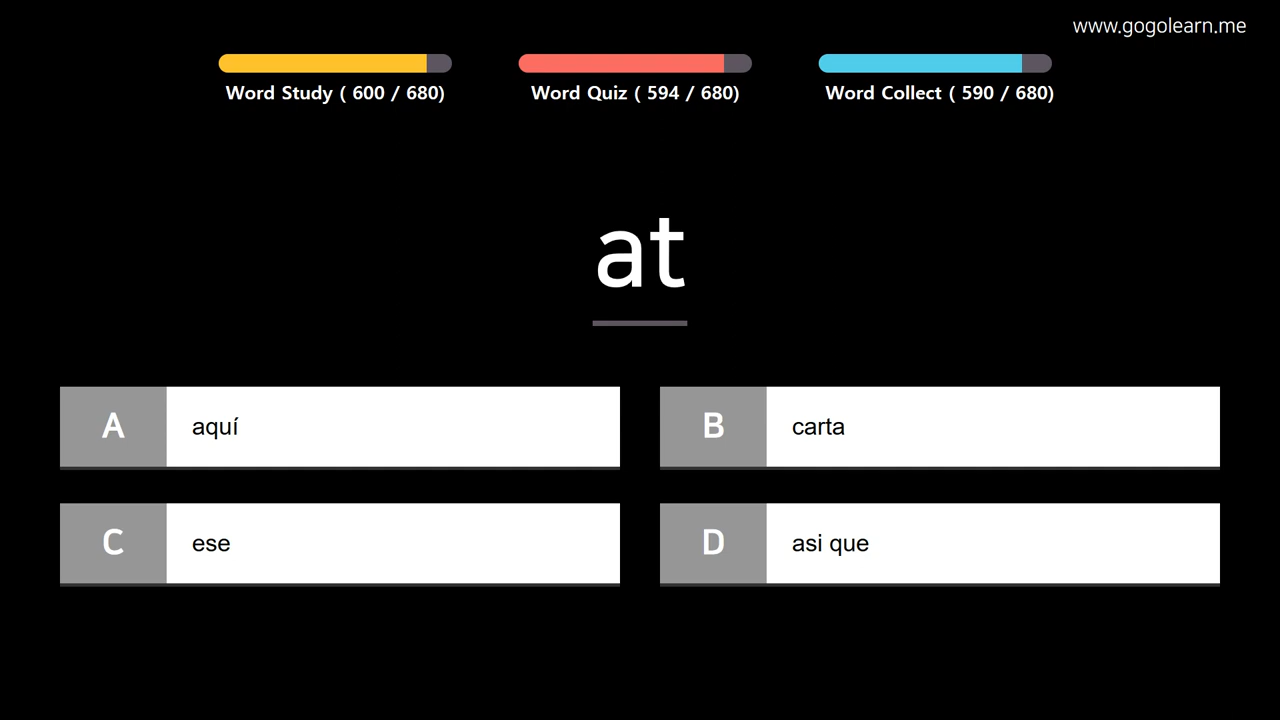 www.gogolearn.me
Word Study ( 600 / 680)
Word Quiz ( 594 / 680)
Word Collect ( 590 / 680)
at
A
aquí
B
carta
C
ese
D
asi que